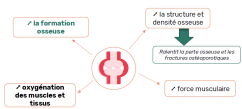 la formation
osseuse
la structure et
densité osseuse
Ralentit la perte osseuse et les
fractures ostéoporotiques
oxygénation
des muscles et
tissus
force musculaire